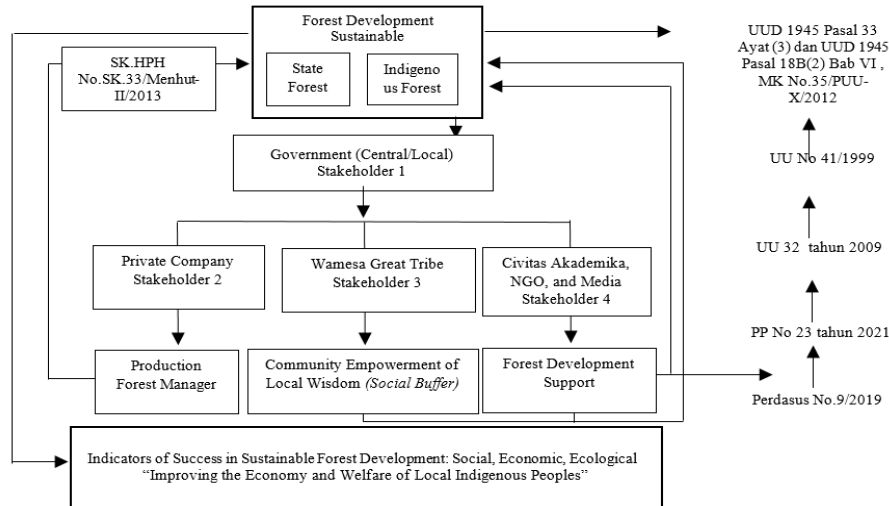 Forest Development
Sustainable
State
Forest
Indigeno
us Forest
SK.HPH
No.SK.33/Menhut-
II/2013
UUD 1945 Pasal 33
Ayat (3) dan UUD 1945
Pasal 18B(2) Bab VI ,
MK No.35/PUU-
X/2012
Government (Central/Local)
Stakeholder 1
UU No 41/1999
Private Company
Stakeholder 2
Wamesa Great Tribe
Stakeholder 3
Civitas Akademika,
NGO, and Media
Stakeholder 4
UU 32 tahun 2009
PP No 23 tahun 2021
Production
Forest Manager
Community Empowerment of
Local Wisdom (Social Buffer)
Forest Development
Support
Perdasus No.9/2019
Indicators of Success in Sustainable Forest Development: Social, Economic, Ecological
“Improving the Economy and Welfare of Local Indigenous Peoples”